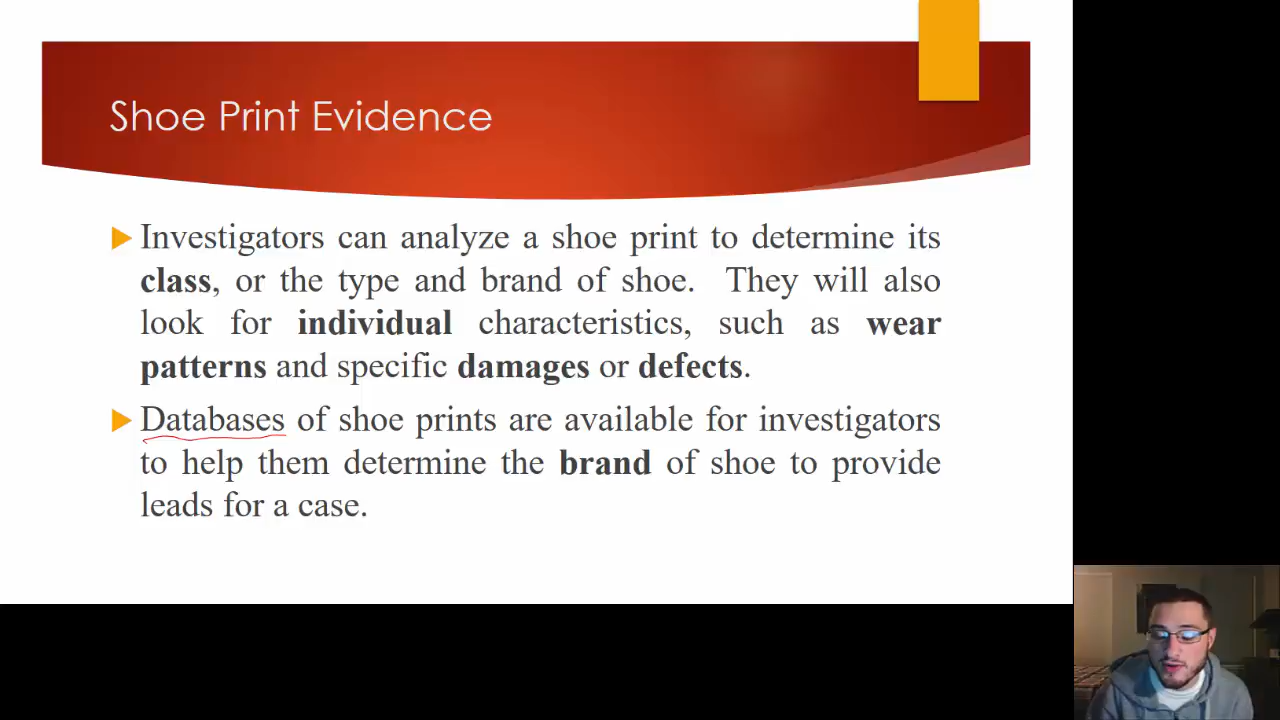 Shoe Print Evidence
Investigators can analyze a shoe print to determine its
class, or the type and brand of shoe. They will also
look for individual characteristics, such as wear
patterns and specific damages or defects.
Databases of shoe prints are available for investigators
to help them determine the brand of shoe to provide
leads for a case.